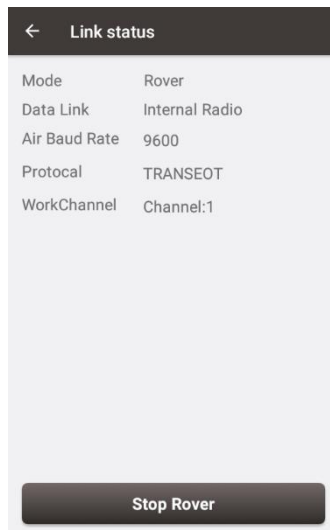 Link status
Mode Rover
Data Link Internal Radio
Air Baud Rate 9600
Protocal TRANSEOT
WorkChannel Channel:1
Stop Rover